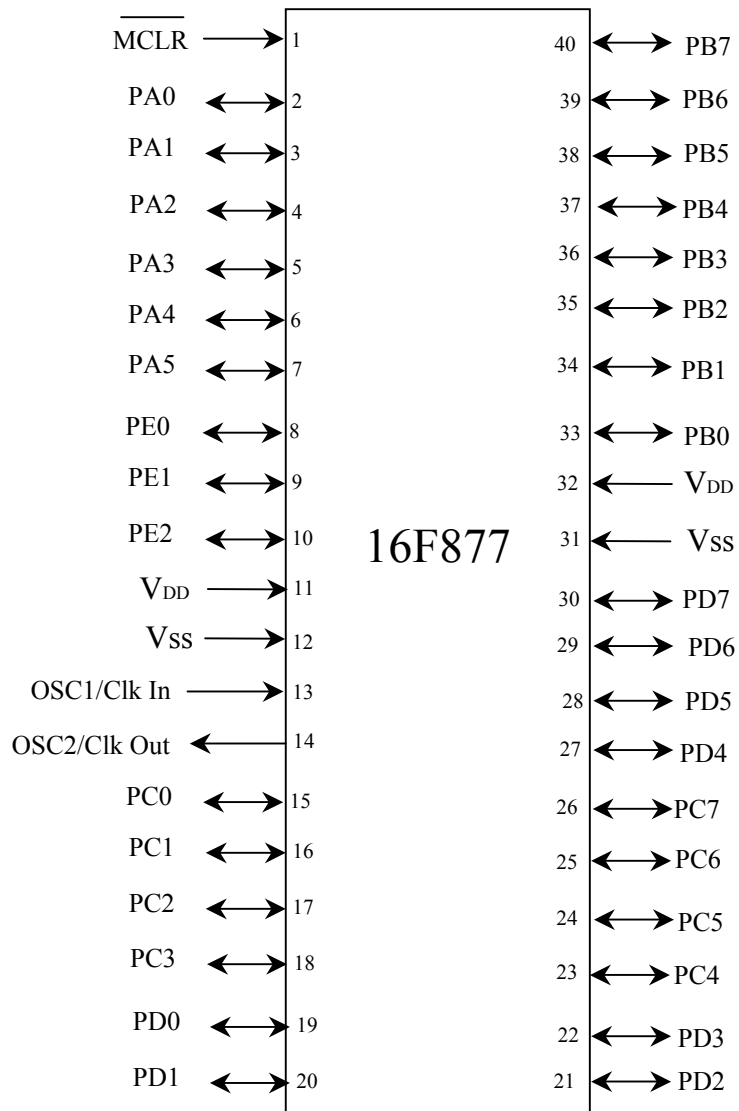 MCLR 1 40 PB7
PA0 2 39 PB6
PA1 3 38 PB5
PA2 4 37 PB4
PA3 5 36 PB3
PA4 6 35 PB2
PA5 7 34 PB1
PE0 8 33 PB0
PE1 9 32 VDD
PE2 10 16F877 31 VSS
VDD 11 30 PD7
VSS 12 29 PD6
OSC1/Clk In 13 28 PD5
OSC2/Clk Out 14 27 PD4
PC0 15 26 PC7
PC1 16 25 PC6
PC2 17 24 PC5
PC3 18 23 PC4
PD0 19 22 PD3
PD1 20 21 PD2